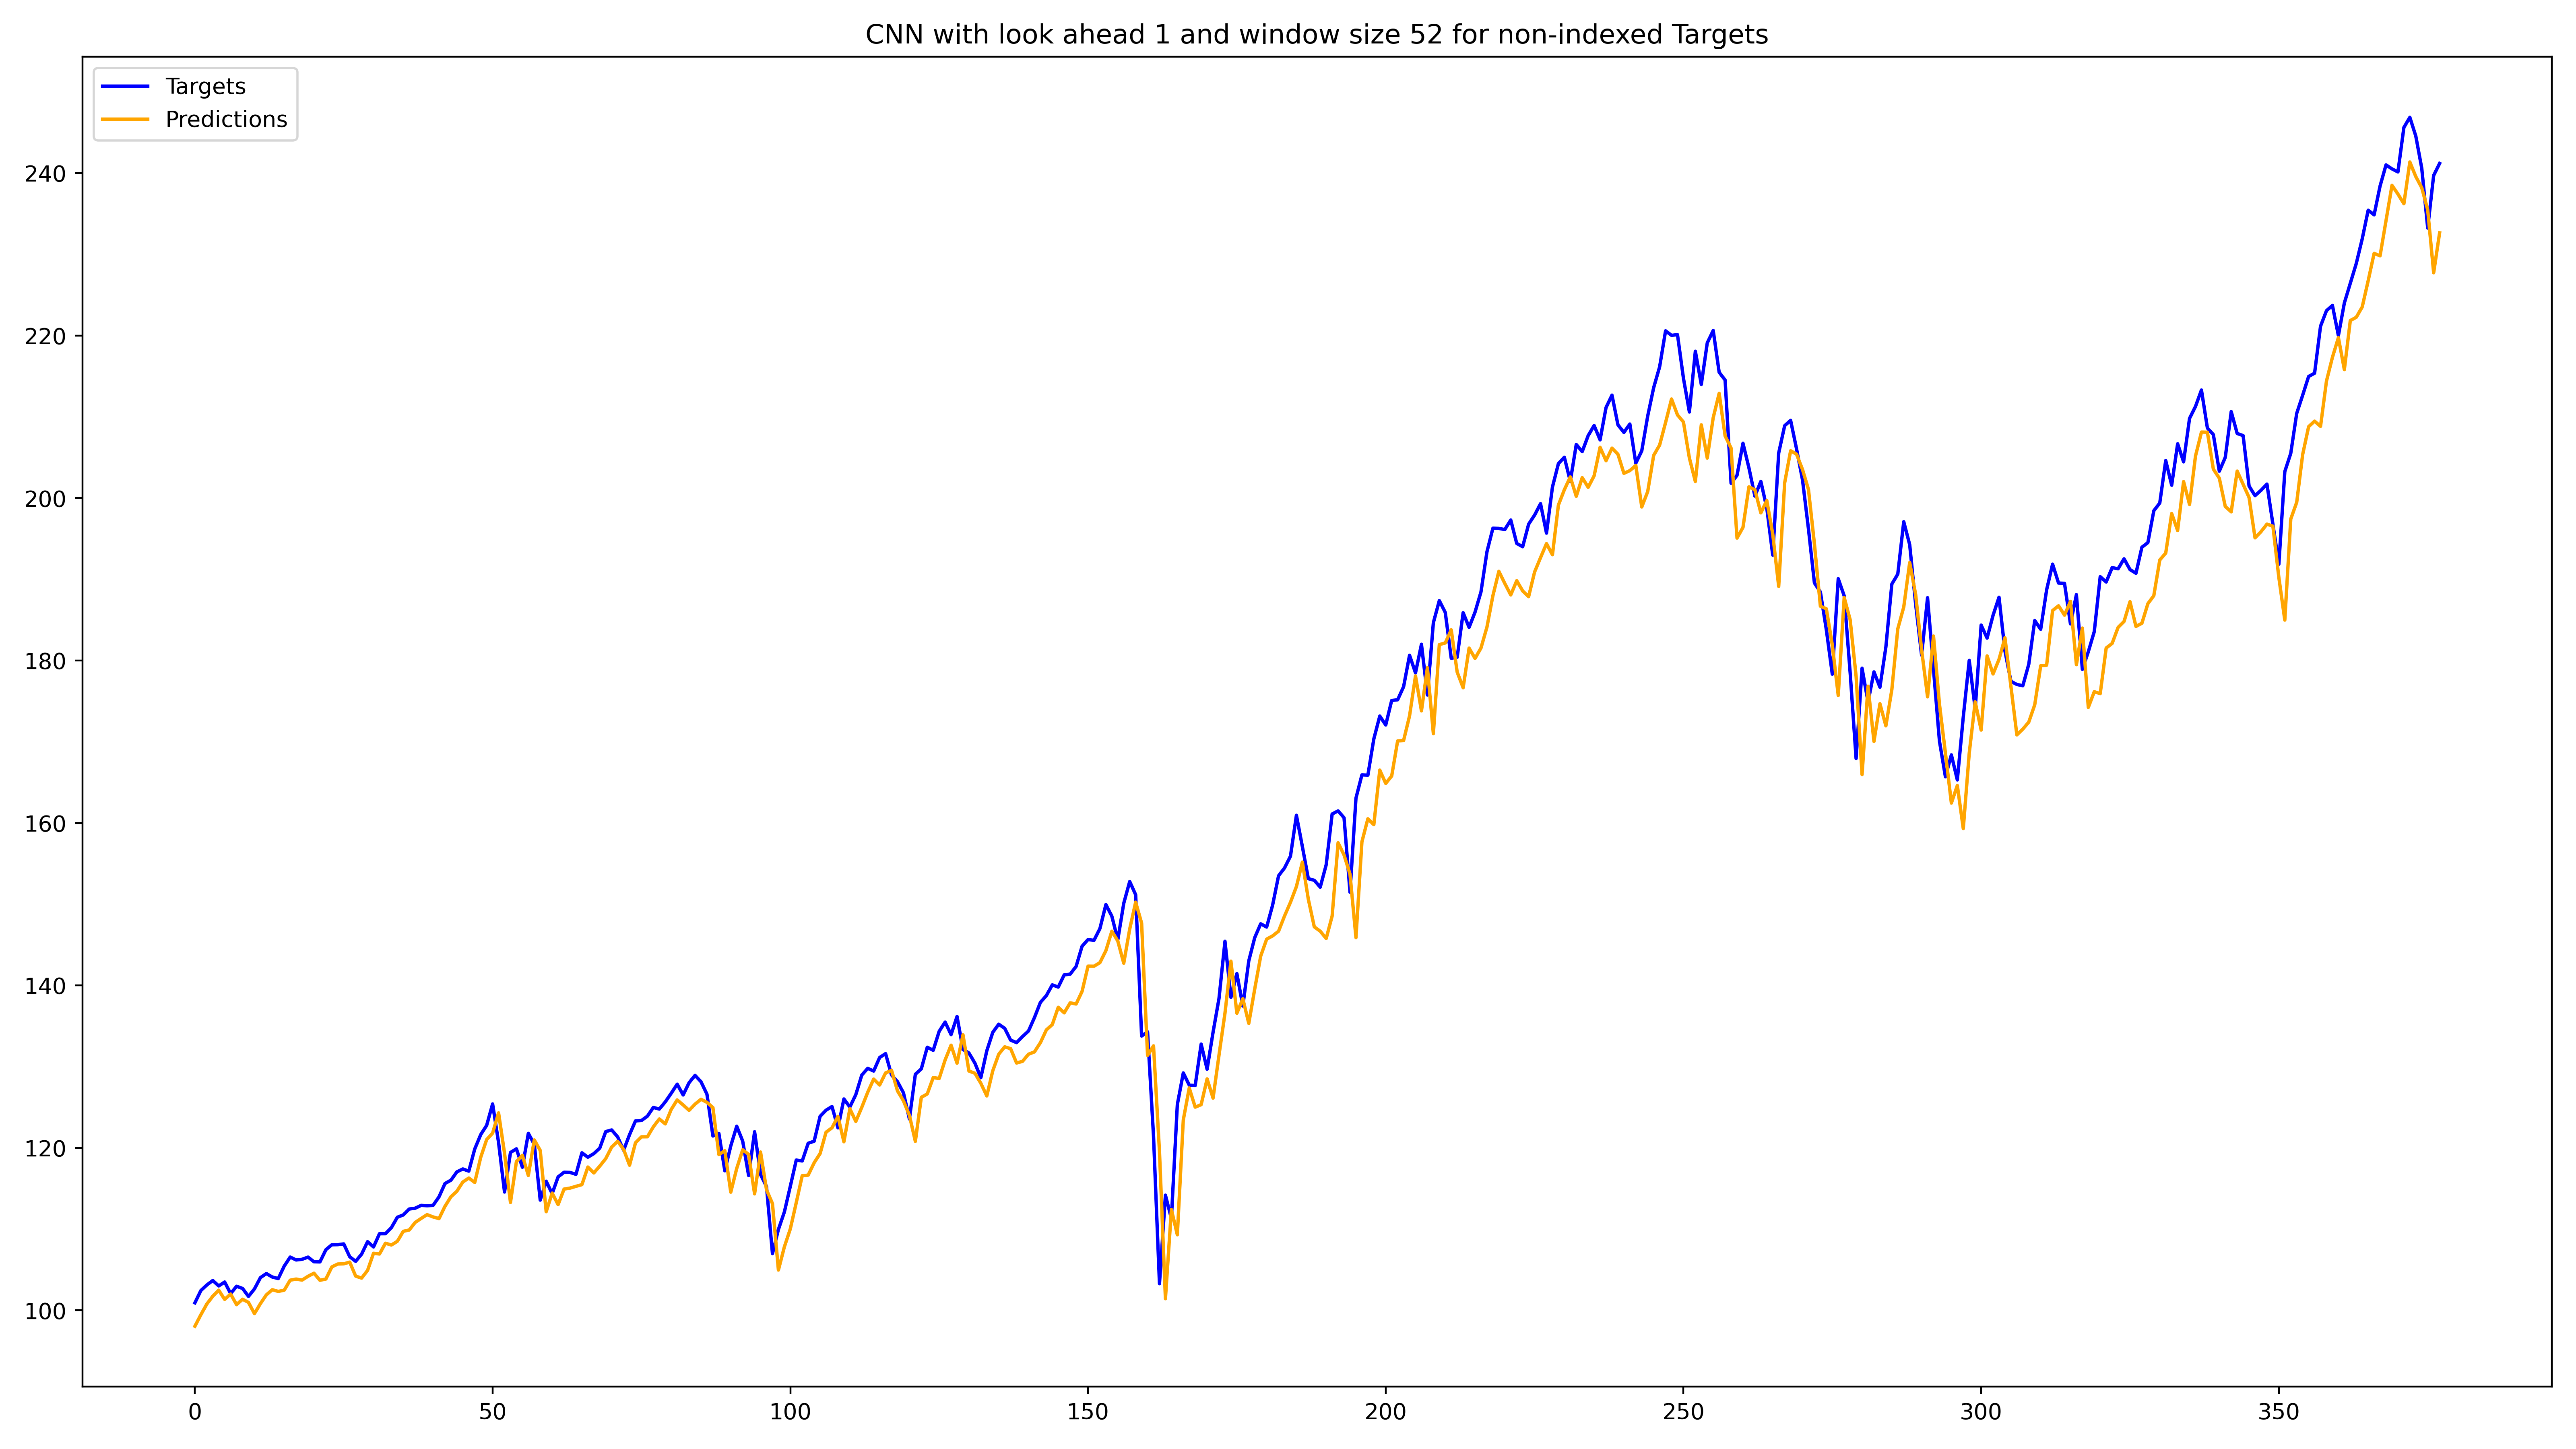 CNN with look ahead 1 and window size 52 for non-indexed Targets
Targets
Predictions
240
220
200
180
160
140
120
100
0 50 100 150 200 250 300 350